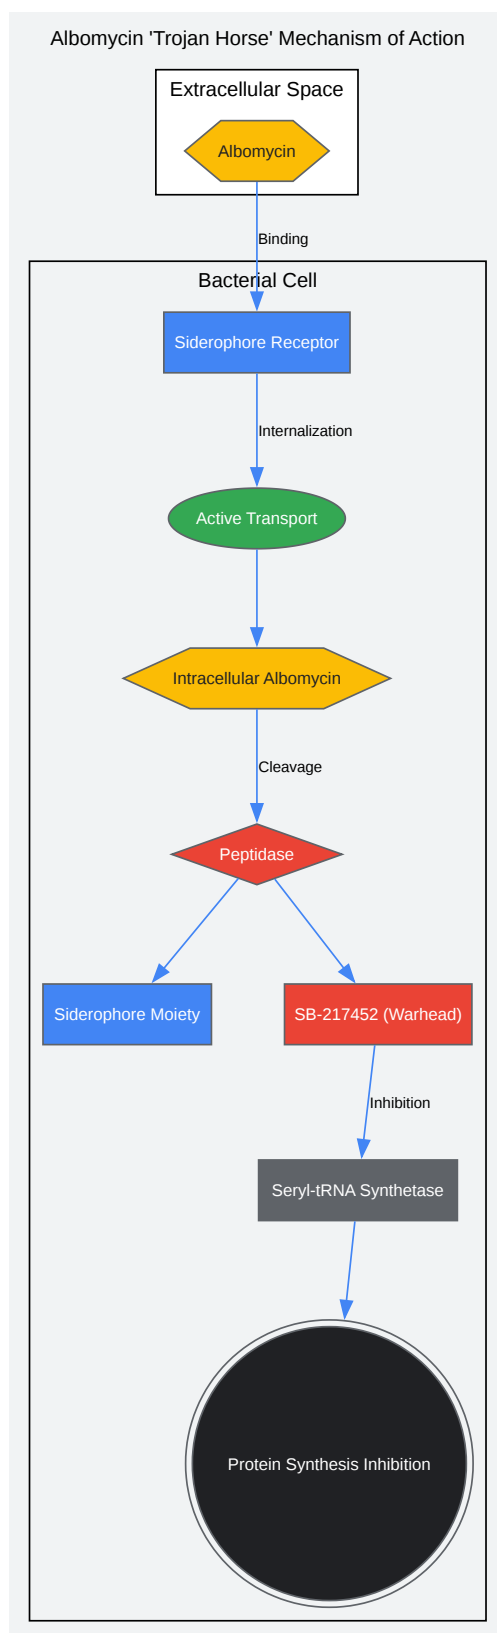 Albomycin 'Trojan Horse' Mechanism of Action
Extracellular Space
Albomycin
Binding
Bacterial Cell
Siderophore Receptor
Internalization
Active Transport
Intracellular Albomycin
Cleavage
Peptidase
Siderophore Moiety
SB-217452 (Warhead)
Inhibition
Seryl-tRNA Synthetase
Protein Synthesis Inhibition